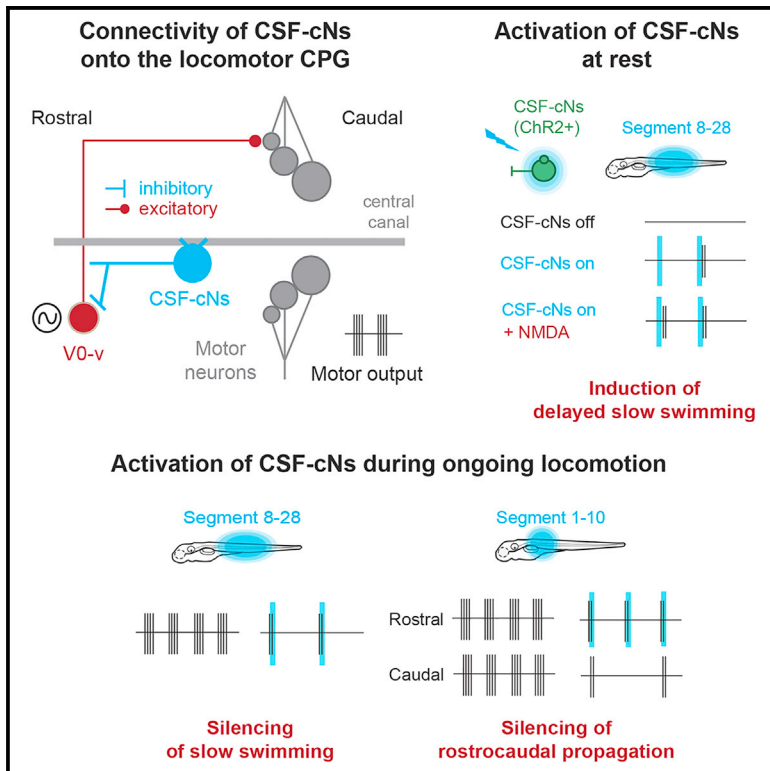 Connectivity of CSF-cNs
onto the locomotor CPG
Rostral
Caudal
inhibitory
excitatory
central
canal
CSF-cNs
V0-v
Motor
neurons
Motor output
Activation of CSF-cNs
at rest
CSF-cNs
(ChR2+)
Segment 8-28
CSF-cNs off
CSF-cNs on
CSF-cNs on
+ NMDA
Induction of
delayed slow swimming
Activation of CSF-cNs during ongoing locomotion
Segment 8-28
Silencing
of slow swimming
Segment 1-10
Rostral
Caudal
Silencing of
rostrocaudal propagation